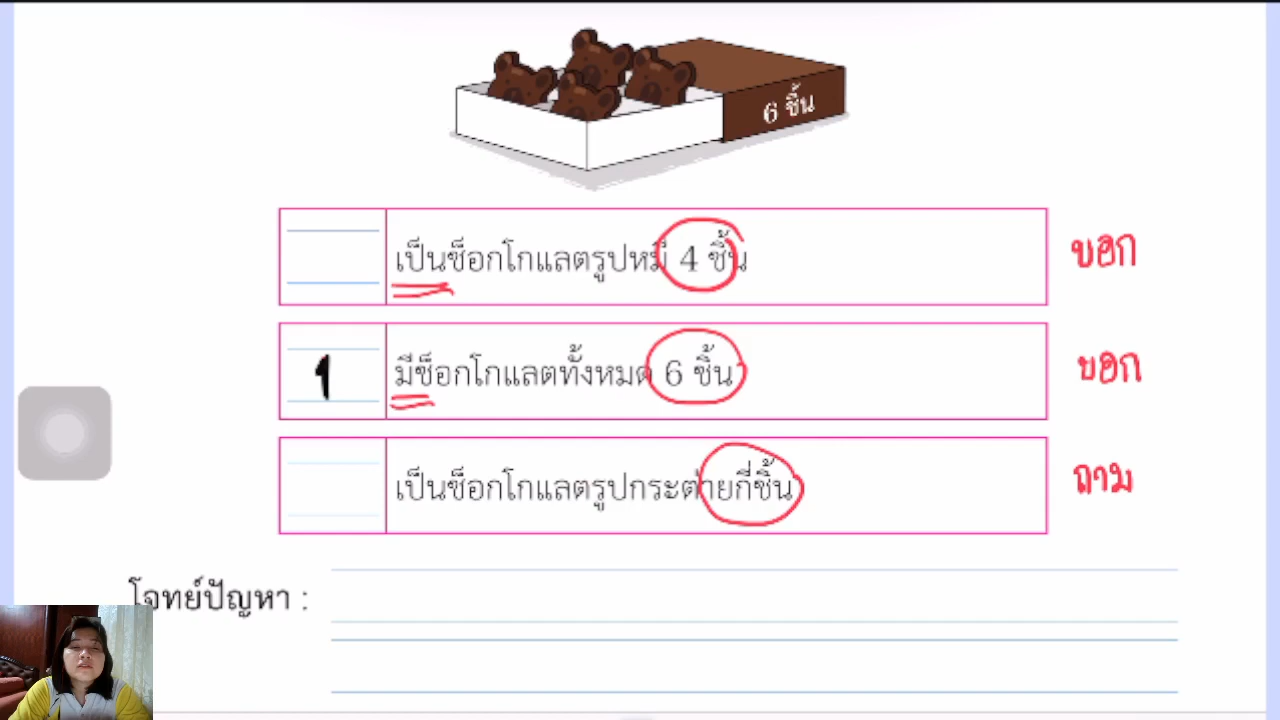 6 ชิ้น
เป็นช็อกโกแลตรูปหมี 4 ชิ้น
บอก
1 มีช็อกโกแลตทั้งหมด 6 ชิ้น
บอก
เป็นช็อกโกแลตรูปกระต่ายกี่ชิ้น
ถาม
โจทย์ปัญหา :